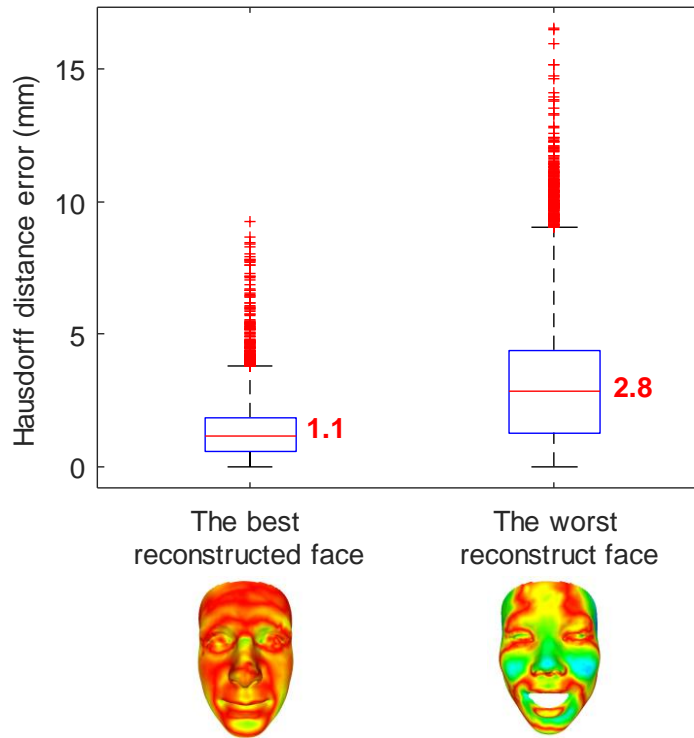 Hausdorff distance error (mm)
15
10
5
0
1.1
2.8
The best
reconstructed face
The worst
reconstruct face